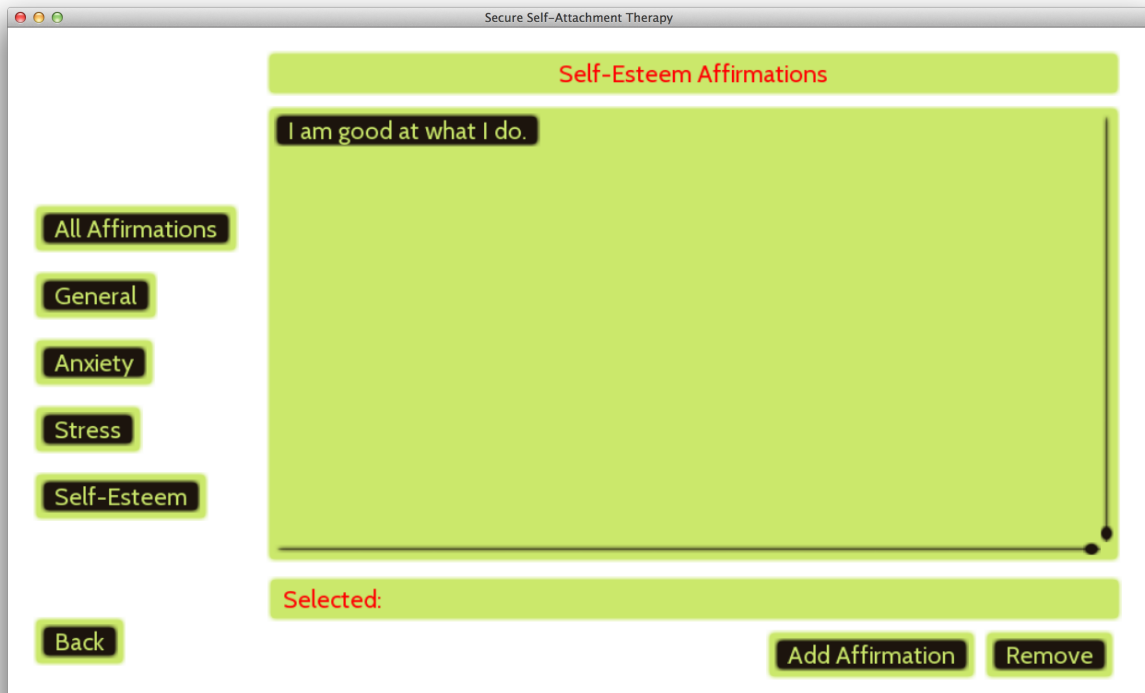 Secure Self-Attachment Therapy
Self-Esteem Affirmations
I am good at what I do.
All Affirmations
General
Anxiety
Stress
Self-Esteem
Selected:
Back
Add Affirmation
Remove